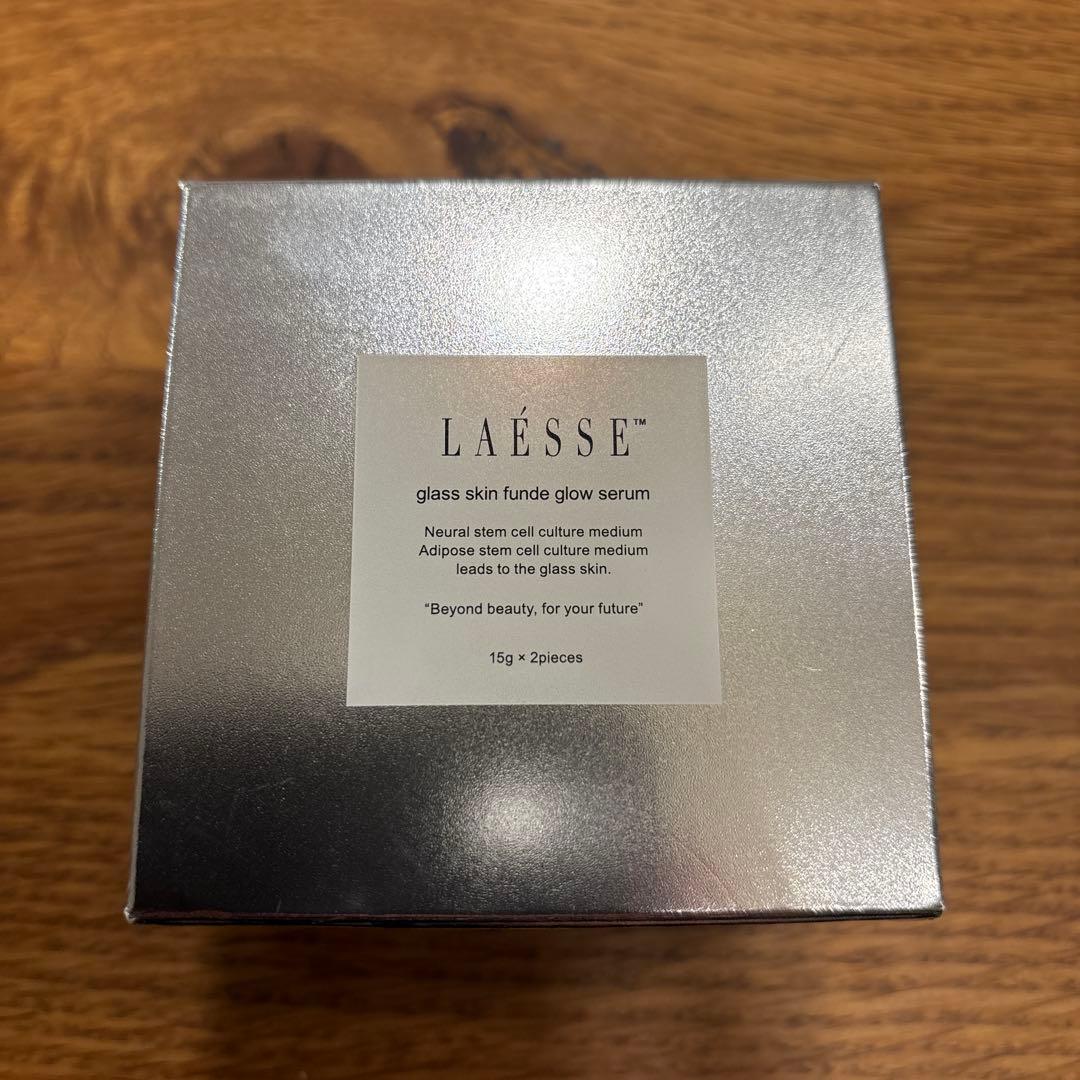 LAÉSSE™
glass skin funde glow serum
Neural stem cell culture medium
Adipose stem cell culture medium
leads to the glass skin.
“Beyond beauty, for your future”
15g × 2pieces